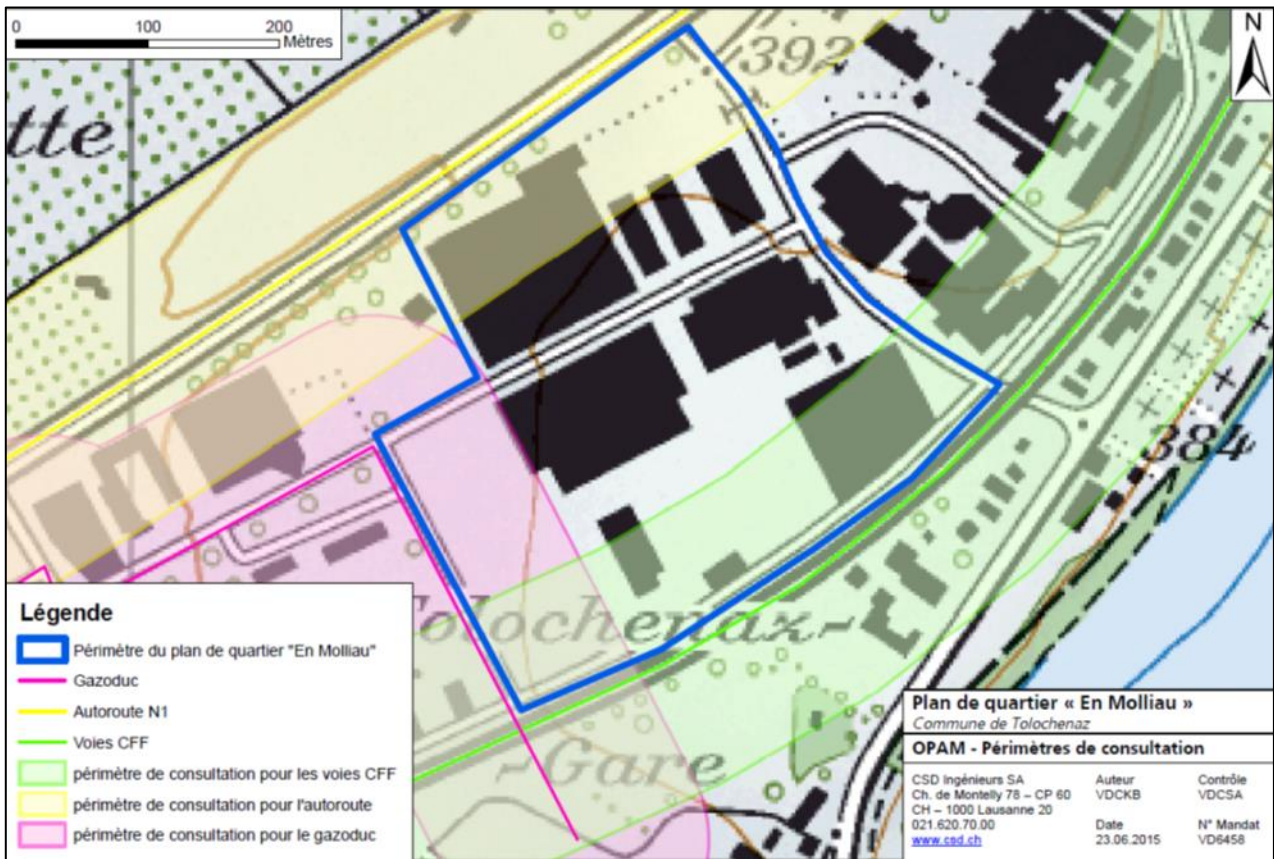 0 100 200
Mètres
N
392
tte
384
Tolochenaz-
-Gare
Légende
Périmètre du plan de quartier "En Molliau"
Gazoduc
Autoroute N1
Voies CFF
périmètre de consultation pour les voies CFF
périmètre de consultation pour l'autoroute
périmètre de consultation pour le gazoduc
Plan de quartier « En Molliau »
Commune de Tolochenaz
OPAM - Périmètres de consultation
CSD Ingénieurs SA
Ch. de Montelly 78 – CP 60
CH – 1000 Lausanne 20
021.620.70.00
www.csd.ch
Auteur
VDCKB
Date
23.06.2015
Contrôle
VDCSA
N° Mandat
VD6458